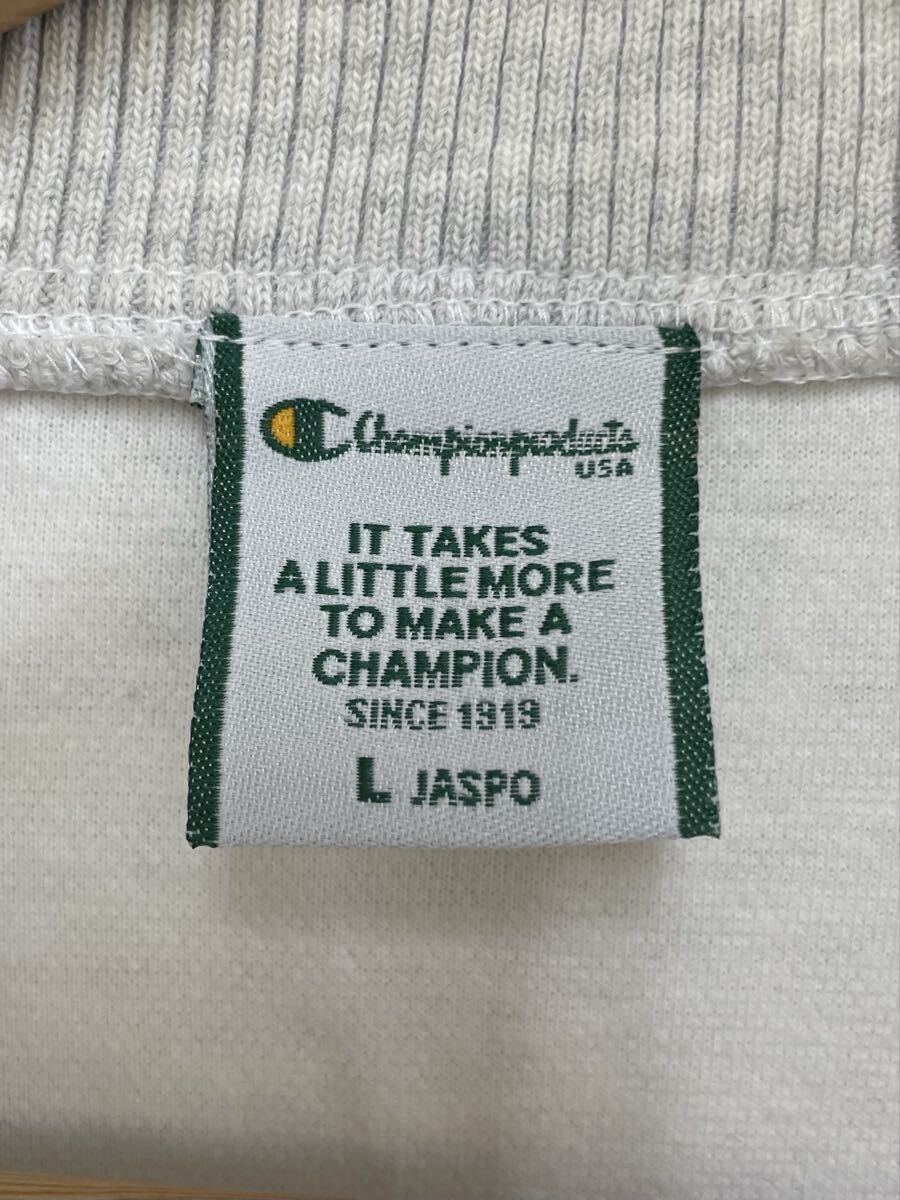 Championproducts
USA
IT TAKES
A LITTLE MORE
TO MAKE A
CHAMPION.
SINCE 1919
L JASPO